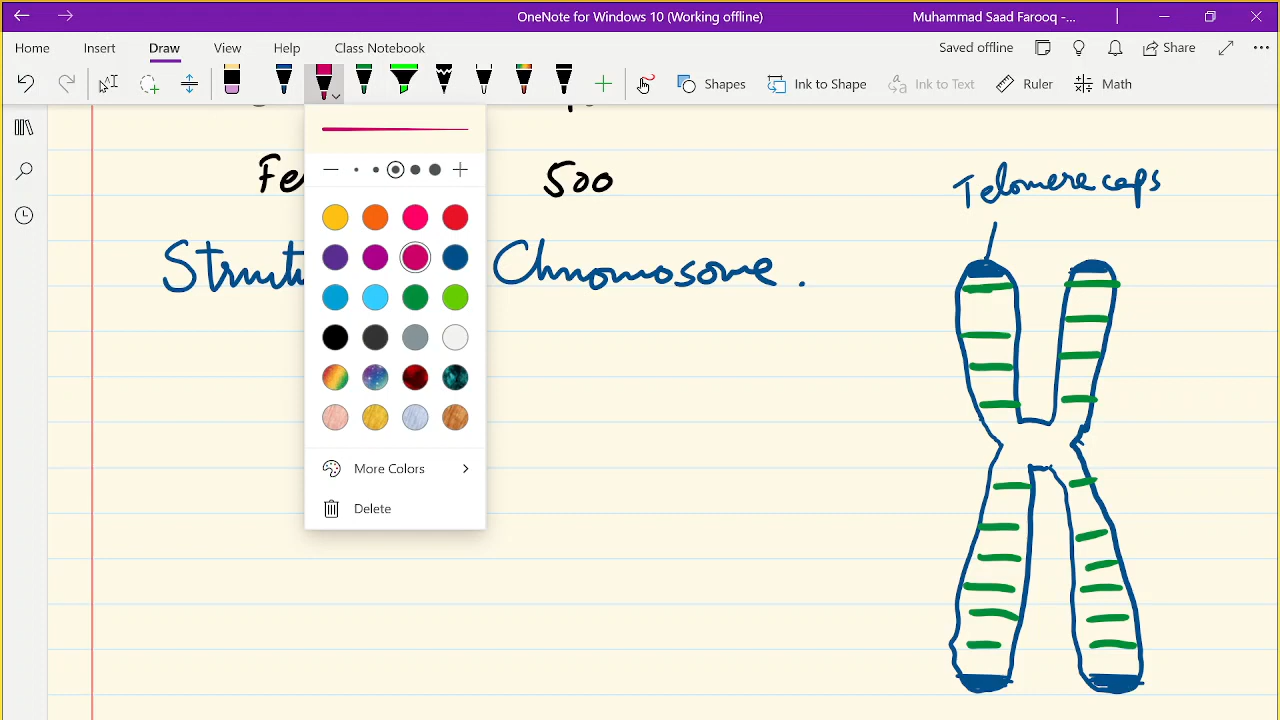 OneNote for Windows 10 (Working offline)
Muhammad Saad Farooq -...
Home Insert Draw View Help Class Notebook
Saved offline Share
Shapes Ink to Shape Ink to Text Ruler Math
Fe 500
Telomere caps
Chromosome.
More Colors
Delete